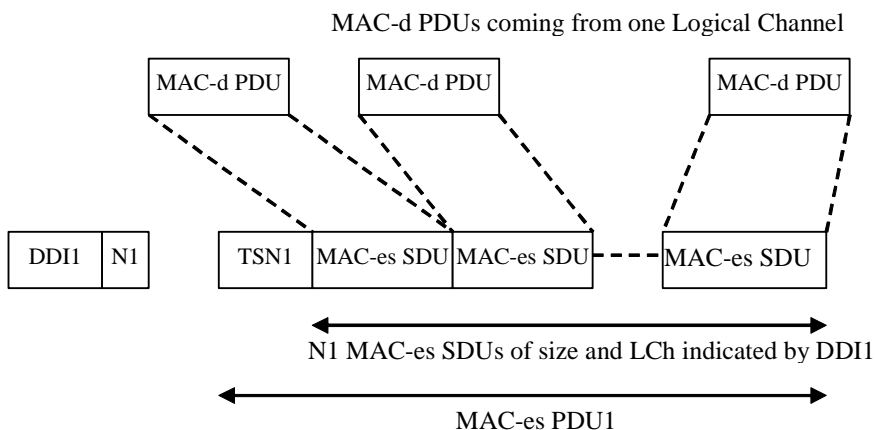 MAC-d PDUs coming from one Logical Channel
MAC-d PDU MAC-d PDU MAC-d PDU
DDI1 N1 TSN1 MAC-es SDU MAC-es SDU MAC-es SDU
N1 MAC-es SDUs of size and LCh indicated by DDI1
MAC-es PDU1